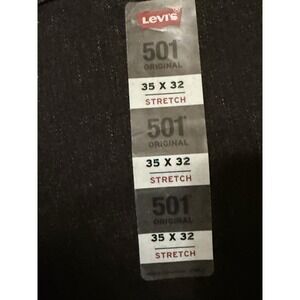 Levi's®
501
ORIGINAL
35 X 32
STRETCH
501®
ORIGINAL
35 X 32
STRETCH
501
ORIGINAL
35 X 32
STRETCH